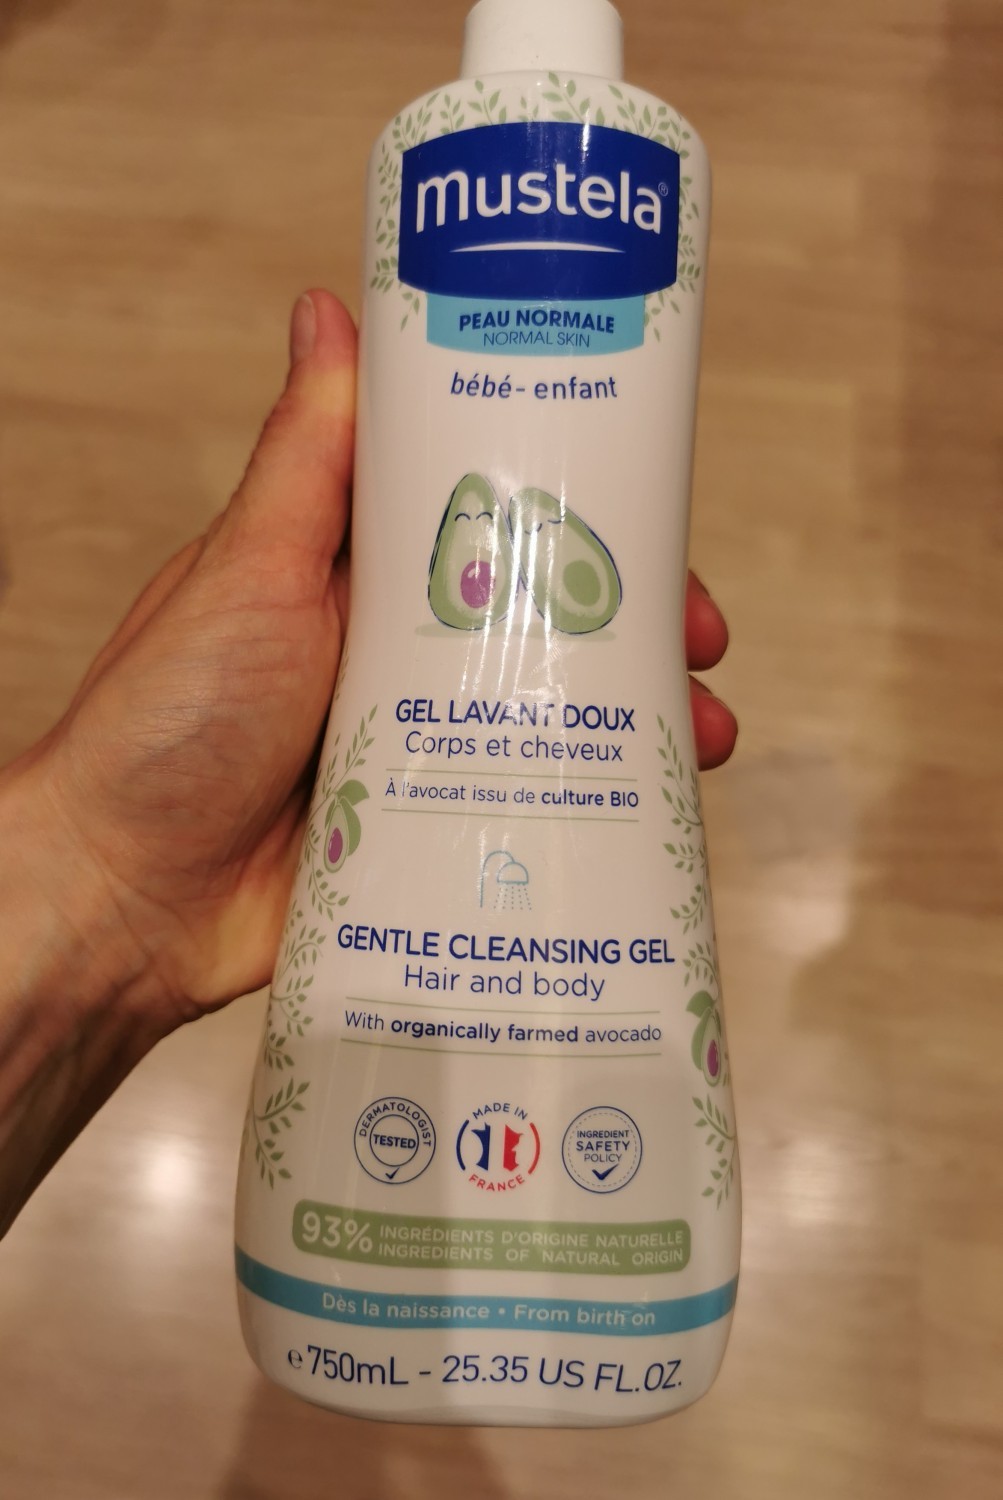 mustela®
PEAU NORMALE
NORMAL SKIN
bébé-enfant
GEL LAVANT DOUX
Corps et cheveux
À l'avocat issu de culture BIO
GENTLE CLEANSING GEL
Hair and body
With organically farmed avocado
DERMATOLOGIST
TESTED
MADE IN
FRANCE
INGREDIENT
SAFETY
POLICY
93% INGRÉDIENTS D'ORIGINE NATURELLE
INGREDIENTS OF NATURAL ORIGIN
Dès la naissance • From birth on
℮750mL - 25.35 US FL.OZ.